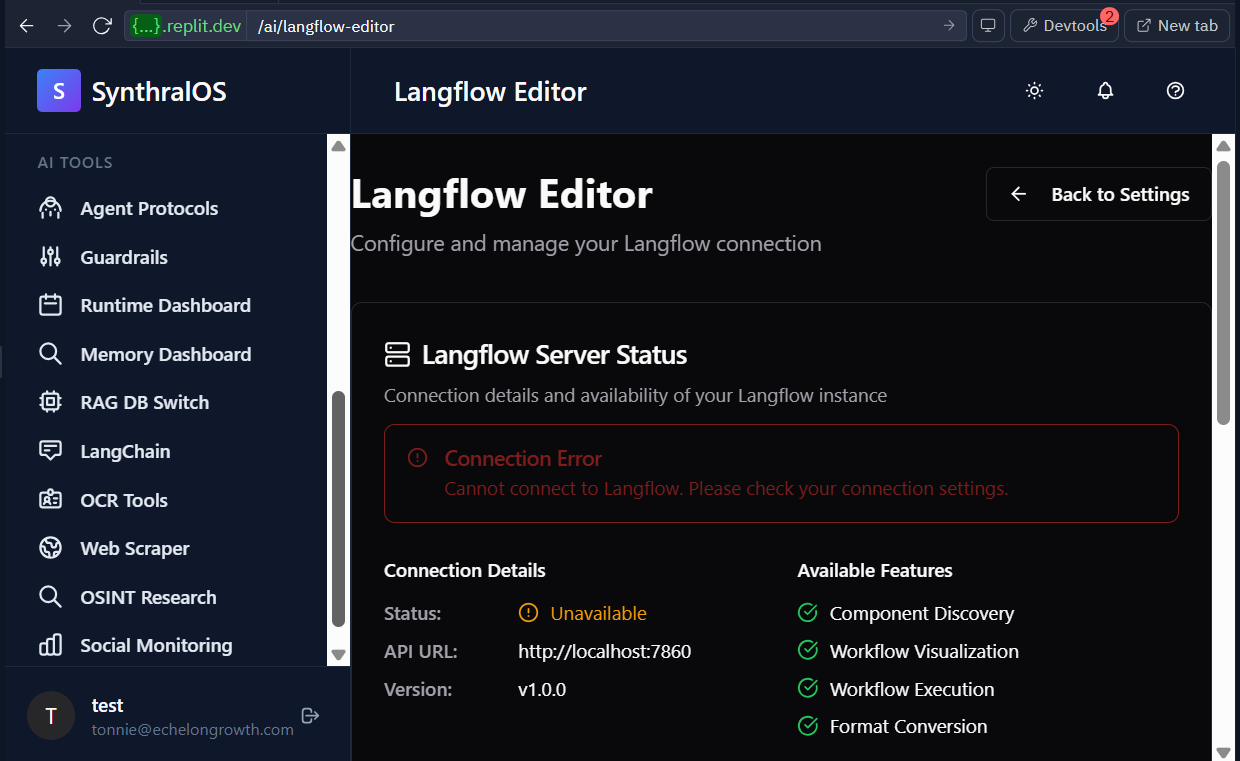 {...}.replit.dev /ai/langflow-editor Devtools 2 New tab
S SynthralOS
Langflow Editor
AI TOOLS
Agent Protocols
Guardrails
Runtime Dashboard
Memory Dashboard
RAG DB Switch
LangChain
OCR Tools
Web Scraper
OSINT Research
Social Monitoring
T
test
tonnie@echelongrowth.com
Langflow Editor
Configure and manage your Langflow connection
Back to Settings
Langflow Server Status
Connection details and availability of your Langflow instance
Connection Error
Cannot connect to Langflow. Please check your connection settings.
Connection Details
Status: Unavailable
API URL: http://localhost:7860
Version: v1.0.0
Available Features
Component Discovery
Workflow Visualization
Workflow Execution
Format Conversion